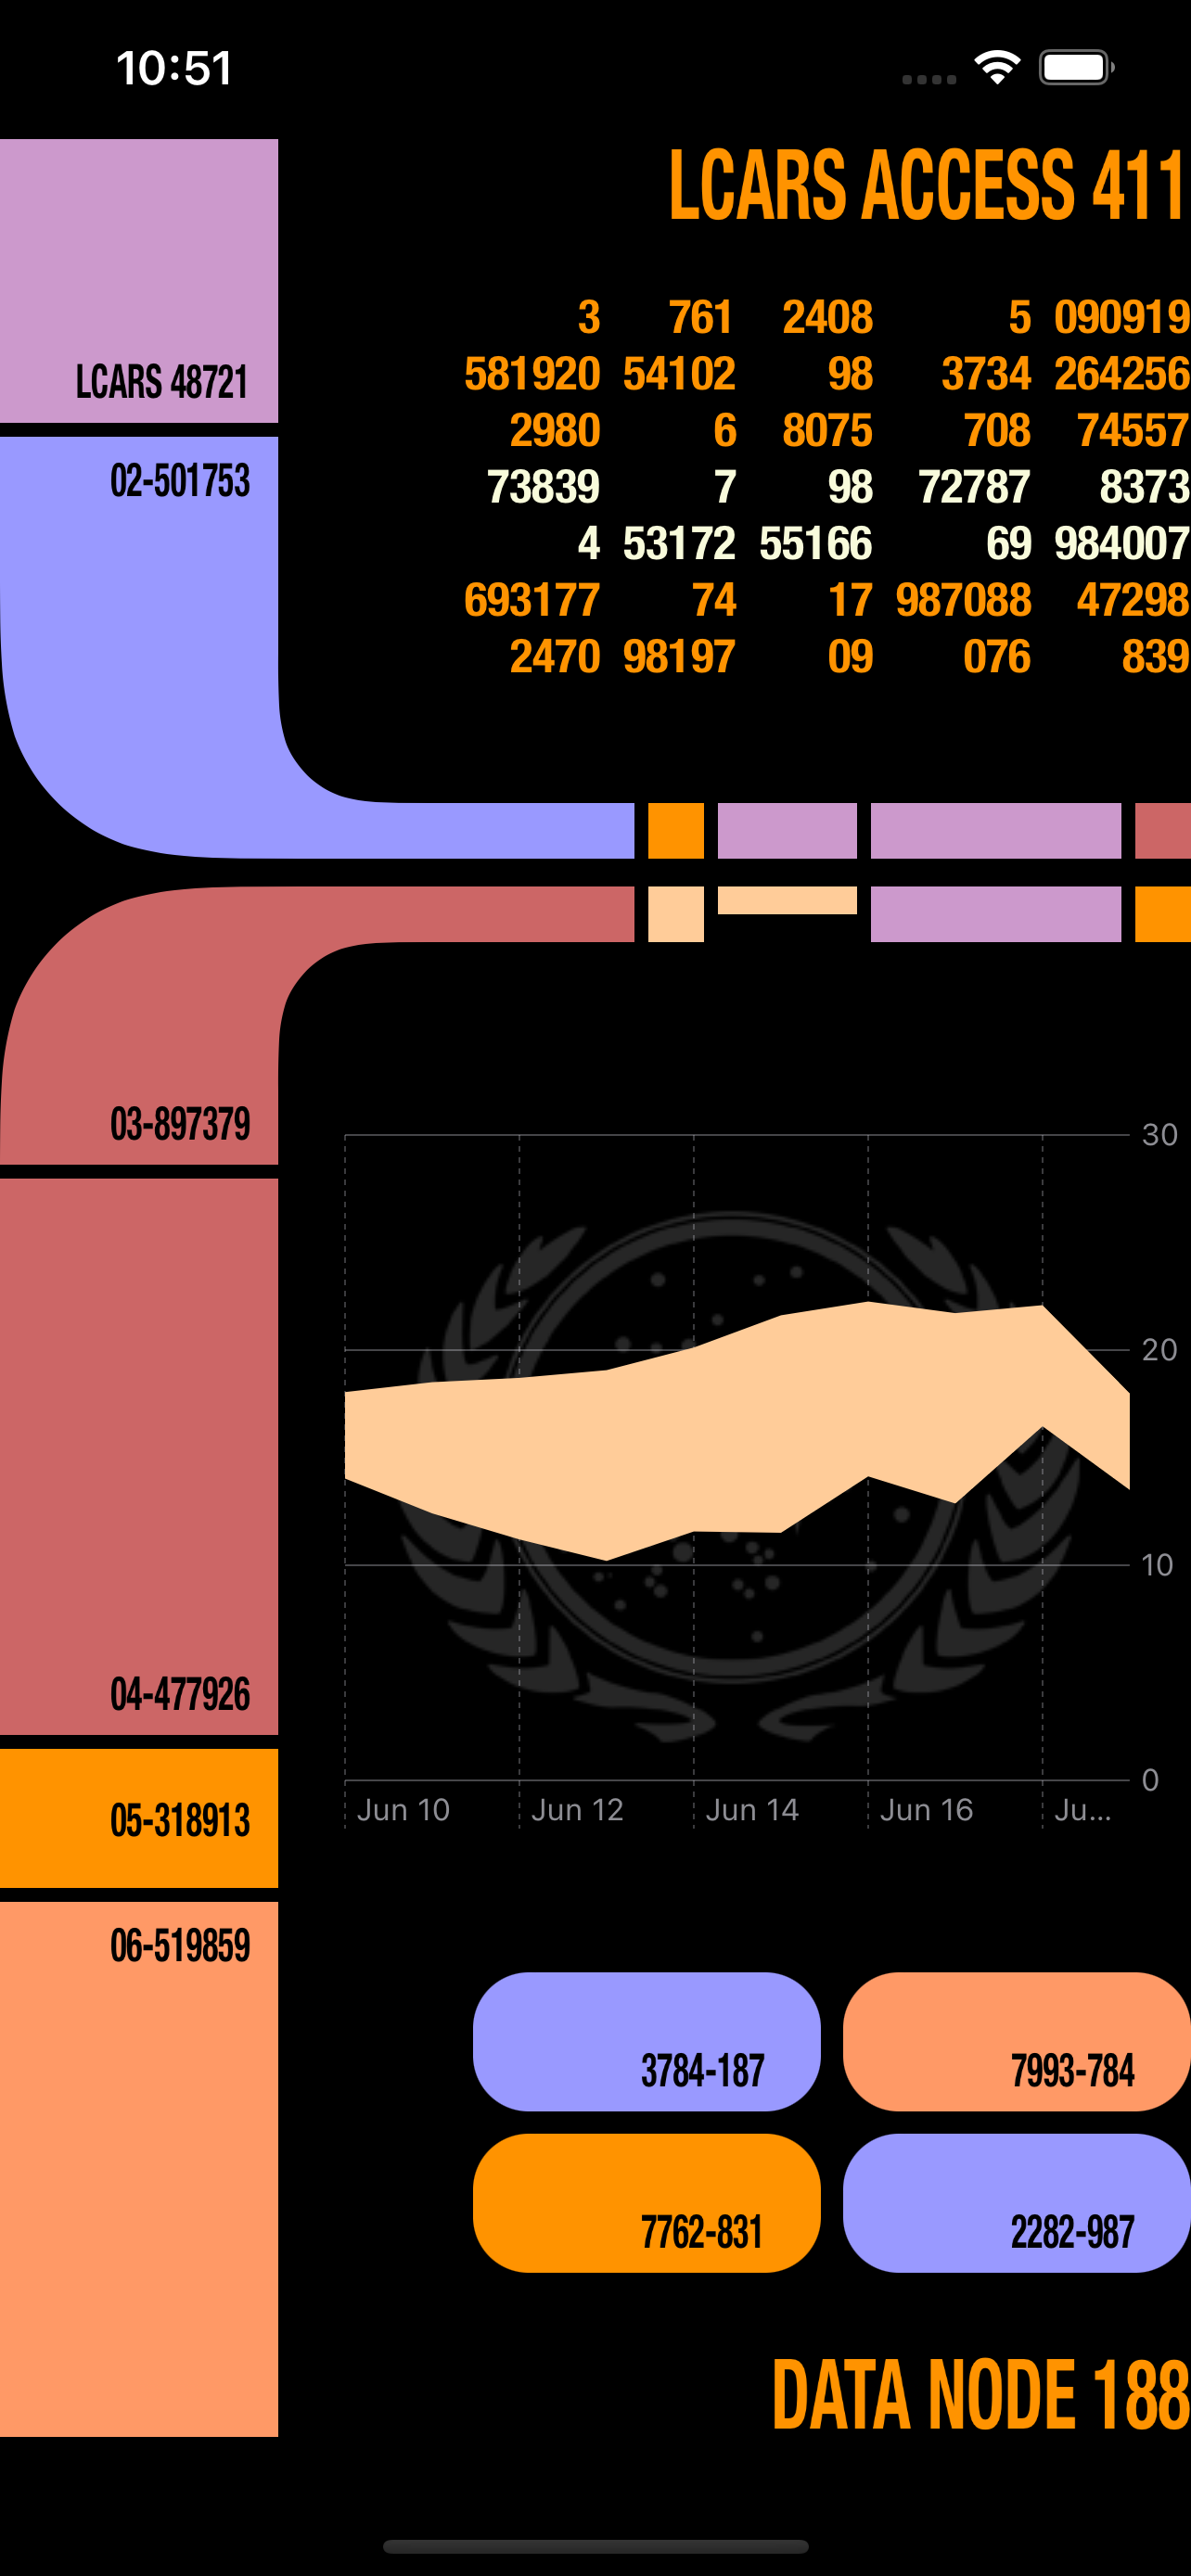 10:51
LCARS ACCESS 411
3 761 2408 5 090919
581920 54102 98 3734 264256
2980 6 8075 708 74557
73839 7 98 72787 8373
4 53172 55166 69 984007
693177 74 17 987088 47298
2470 98197 09 076 839
LCARS 48721
02-501753
03-897379
04-477926
05-318913
06-519859
30
20
10
0
Jun 10 Jun 12 Jun 14 Jun 16 Ju...
3784-187 7993-784
7762-831 2282-987
DATA NODE 188